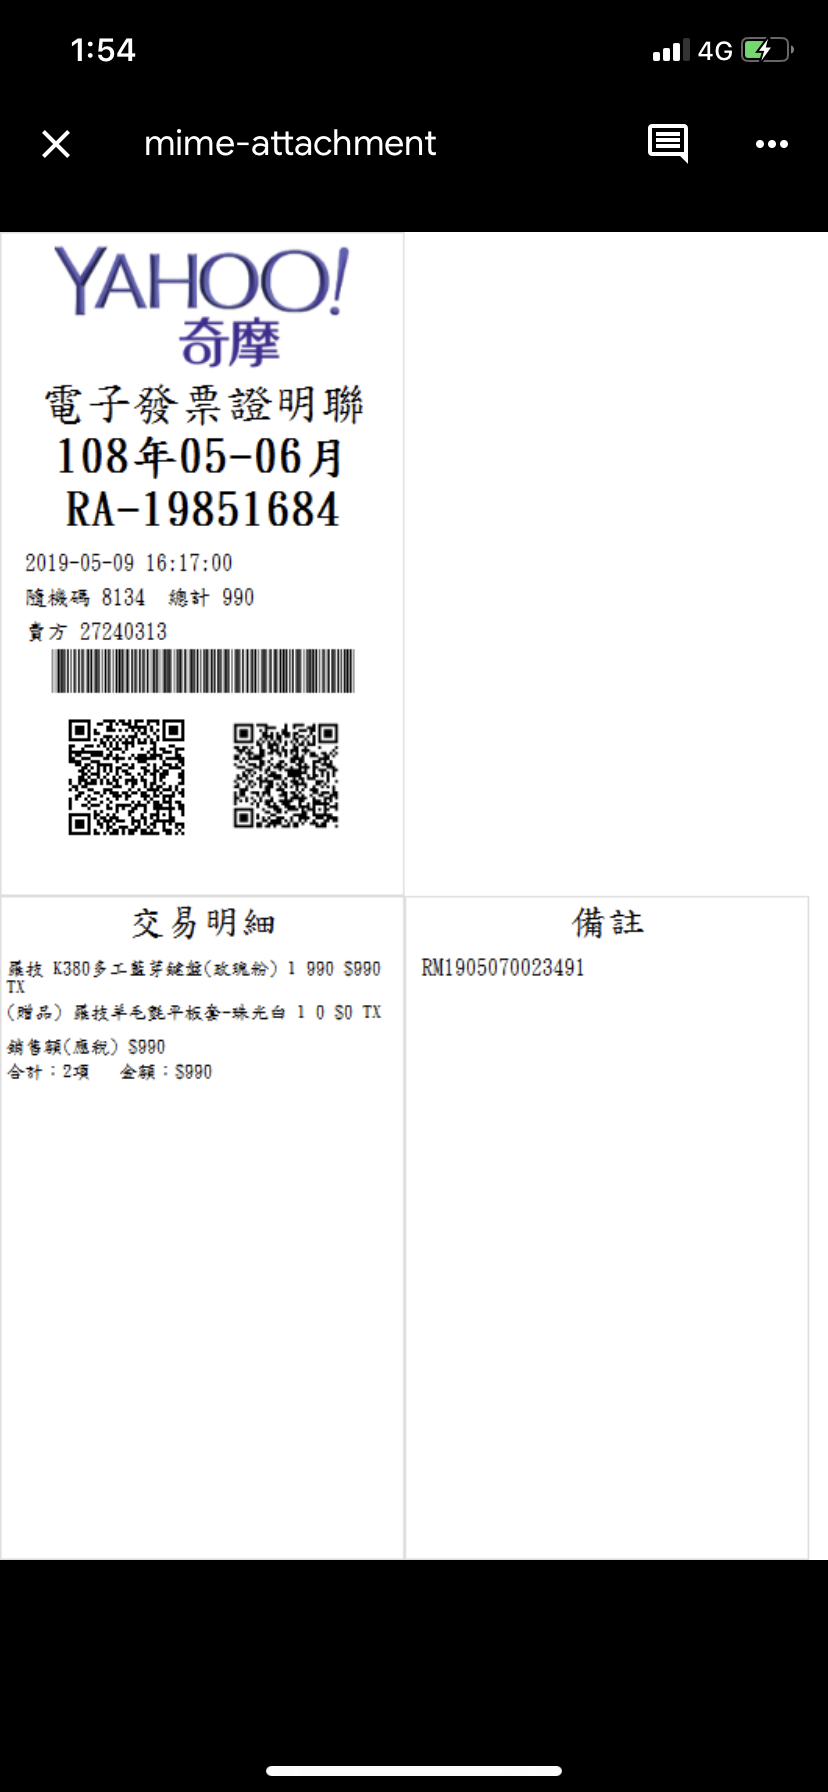 1:54
4G
mime-attachment
YAHOO!
奇摩
電子發票證明聯
108年05-06月
RA-19851684
2019-05-09 16:17:00
隨機碼 8134 總計 990
賣方 27240313
交易明細
羅技 K380多工藍芽鍵盤(玫瑰粉) 1 990 $990
TX
(贈品) 羅技羊毛氈平板套-珠光白 1 0 $0 TX
銷售額(應稅) $990
合計：2項 金額：$990
備註
RM1905070023491